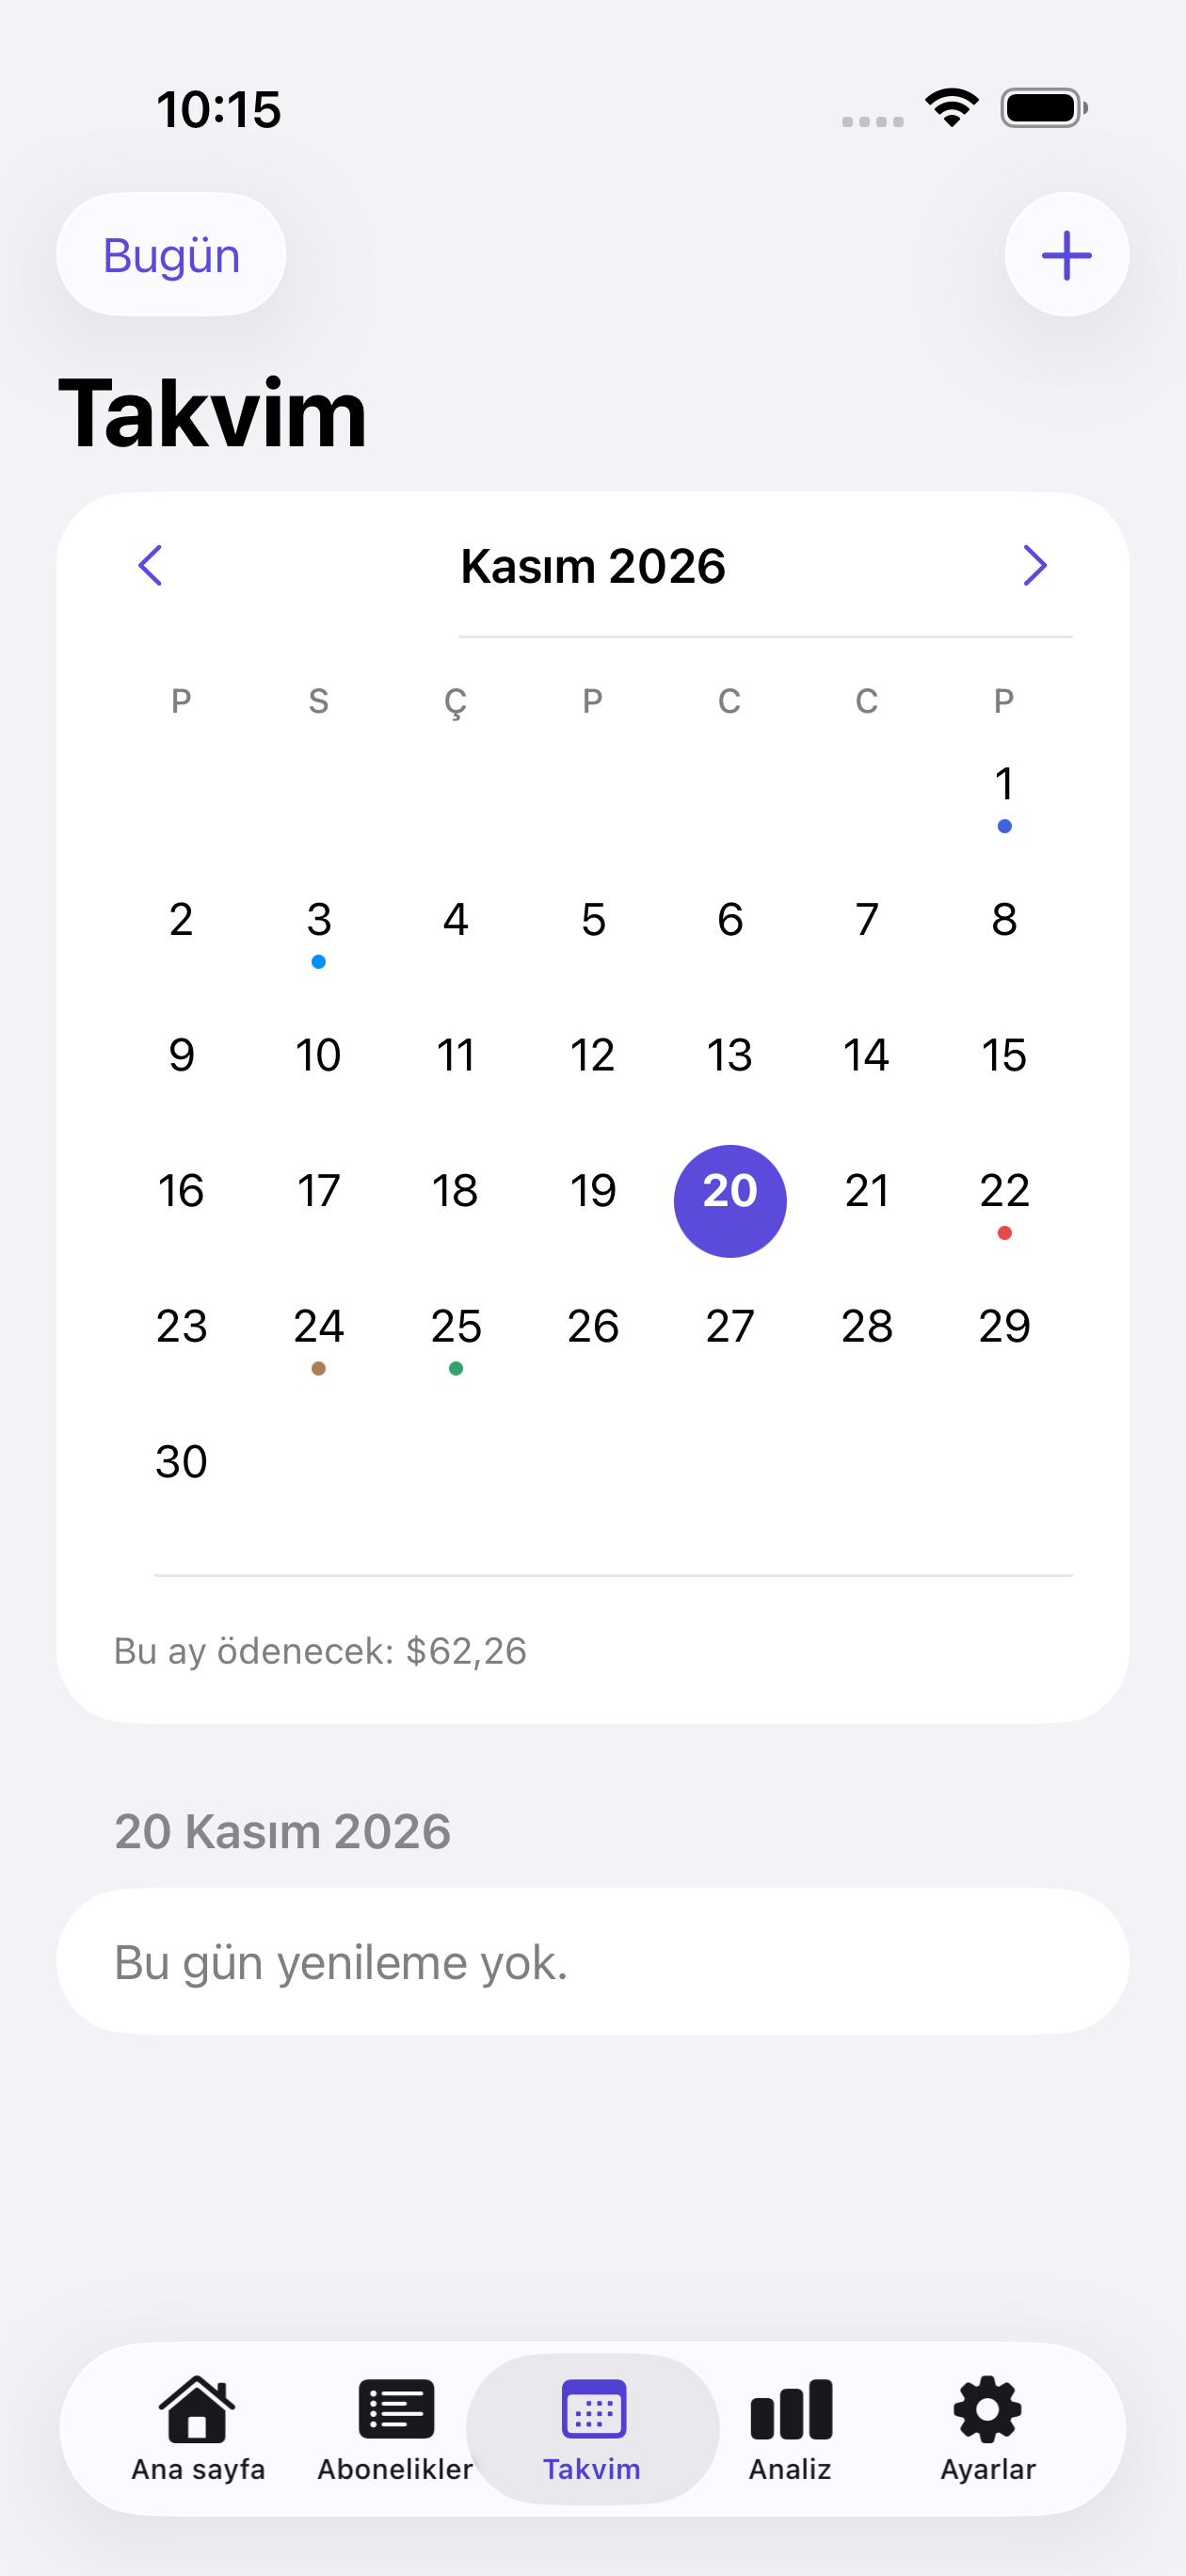 10:15
Bugün
Takvim
Kasım 2026
P S Ç P C C P
1
2 3 4 5 6 7 8
9 10 11 12 13 14 15
16 17 18 19 20 21 22
23 24 25 26 27 28 29
30
Bu ay ödenecek: $62,26
20 Kasım 2026
Bu gün yenileme yok.
Ana sayfa Abonelikler Takvim Analiz Ayarlar